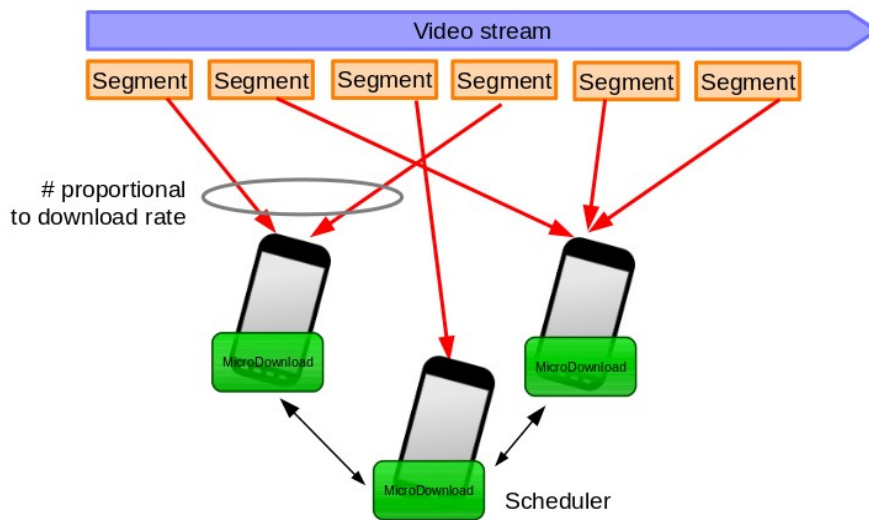 Video stream
Segment Segment Segment Segment Segment Segment
# proportional
to download rate
MicroDownload
MicroDownload
MicroDownload
Scheduler